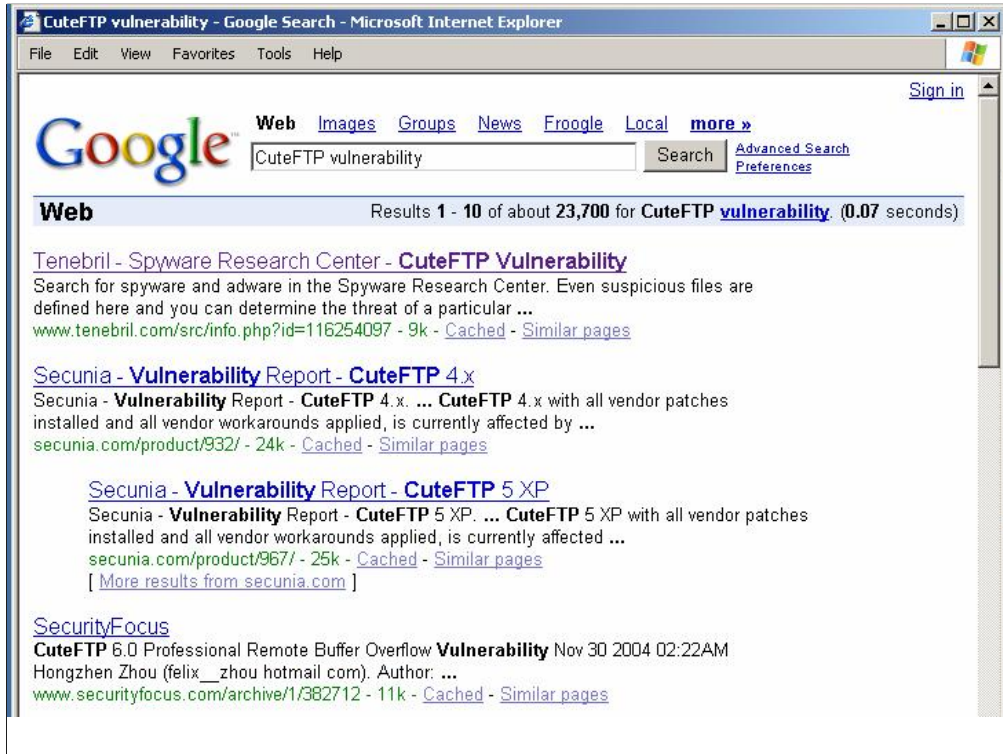 CuteFTP vulnerability - Google Search - Microsoft Internet Explorer
File Edit View Favorites Tools Help
Sign in
Google™
Web Images Groups News Froogle Local more »
CuteFTP vulnerability
Search
Advanced Search
Preferences
Web Results 1 - 10 of about 23,700 for CuteFTP vulnerability. (0.07 seconds)
Tenebril - Spyware Research Center - CuteFTP Vulnerability
Search for spyware and adware in the Spyware Research Center. Even suspicious files are
defined here and you can determine the threat of a particular ...
www.tenebril.com/src/info.php?id=116254097 - 9k - Cached - Similar pages
Secunia - Vulnerability Report - CuteFTP 4.x
Secunia - Vulnerability Report - CuteFTP 4.x. ... CuteFTP 4.x with all vendor patches
installed and all vendor workarounds applied, is currently affected by ...
secunia.com/product/932/ - 24k - Cached - Similar pages
Secunia - Vulnerability Report - CuteFTP 5 XP
Secunia - Vulnerability Report - CuteFTP 5 XP. ... CuteFTP 5 XP with all vendor patches
installed and all vendor workarounds applied, is currently affected ...
secunia.com/product/967/ - 25k - Cached - Similar pages
[ More results from secunia.com ]
SecurityFocus
CuteFTP 6.0 Professional Remote Buffer Overflow Vulnerability Nov 30 2004 02:22AM
Hongzhen Zhou (felix__zhou hotmail com). Author: ...
www.securityfocus.com/archive/1/382712 - 11k - Cached - Similar pages